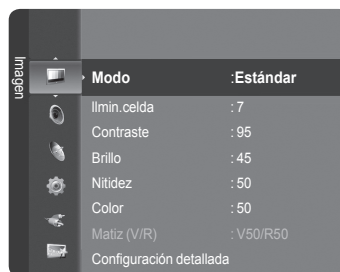 Imagen
Modo :Estándar
Ilmin.celda : 7
Contraste : 95
Brillo : 45
Nitidez : 50
Color : 50
Matiz (V/R) : V50/R50
Configuración detallada